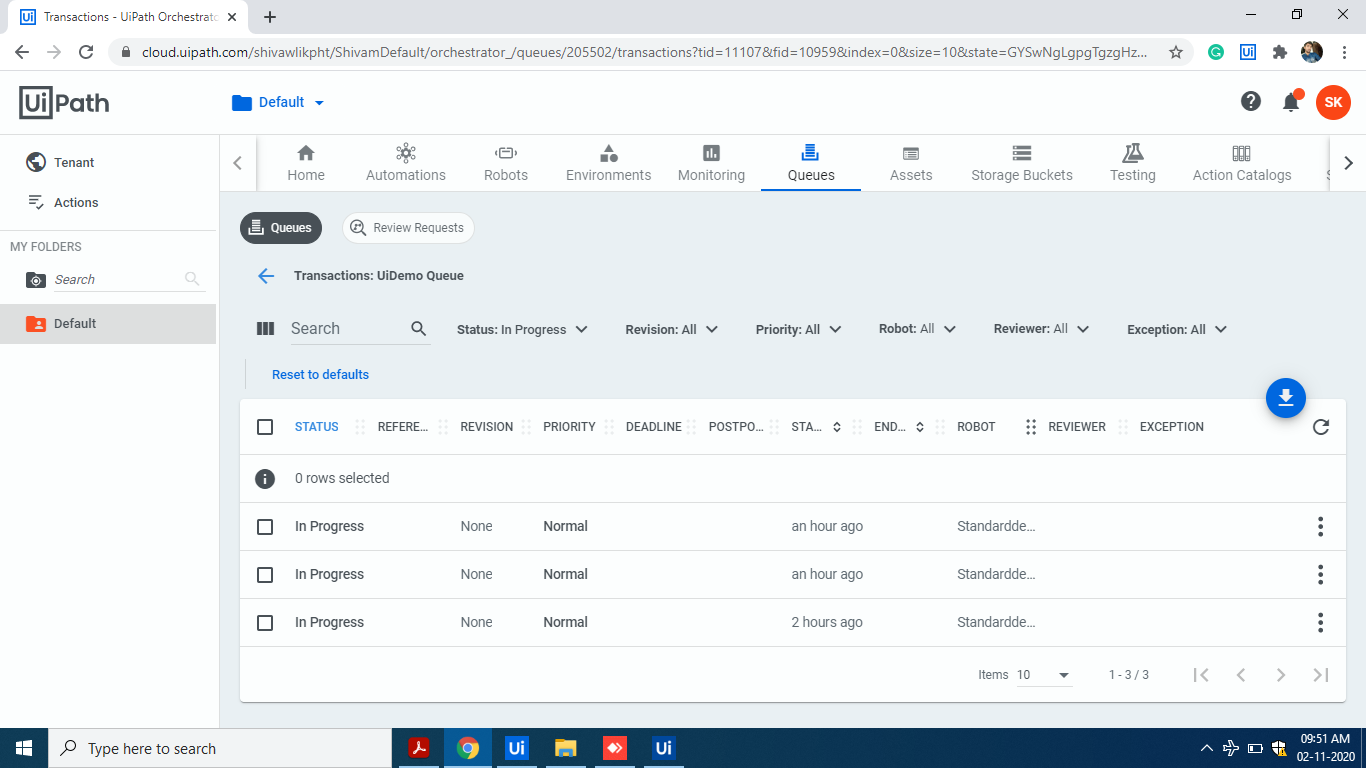 Transactions - UiPath Orchestrato
cloud.uipath.com/shivawlikpht/ShivamDefault/orchestrator_/queues/205502/transactions?tid=11107&fid=10959&index=0&size=10&state=GYSwNgLgpgTgzgHz...
Ui Path
Default
SK
Tenant
Actions
MY FOLDERS
Search
Default
Home
Automations
Robots
Environments
Monitoring
Queues
Assets
Storage Buckets
Testing
Action Catalogs
Queues
Review Requests
Transactions: UiDemo Queue
Search
Status: In Progress
Revision: All
Priority: All
Robot: All
Reviewer: All
Exception: All
Reset to defaults
STATUS REFERE... REVISION PRIORITY DEADLINE POSTPO... STA... END... ROBOT REVIEWER EXCEPTION
0 rows selected
In Progress None Normal an hour ago Standardde...
In Progress None Normal an hour ago Standardde...
In Progress None Normal 2 hours ago Standardde...
Items 10 1 - 3 / 3
Type here to search
Ui
Ui
09:51 AM
02-11-2020